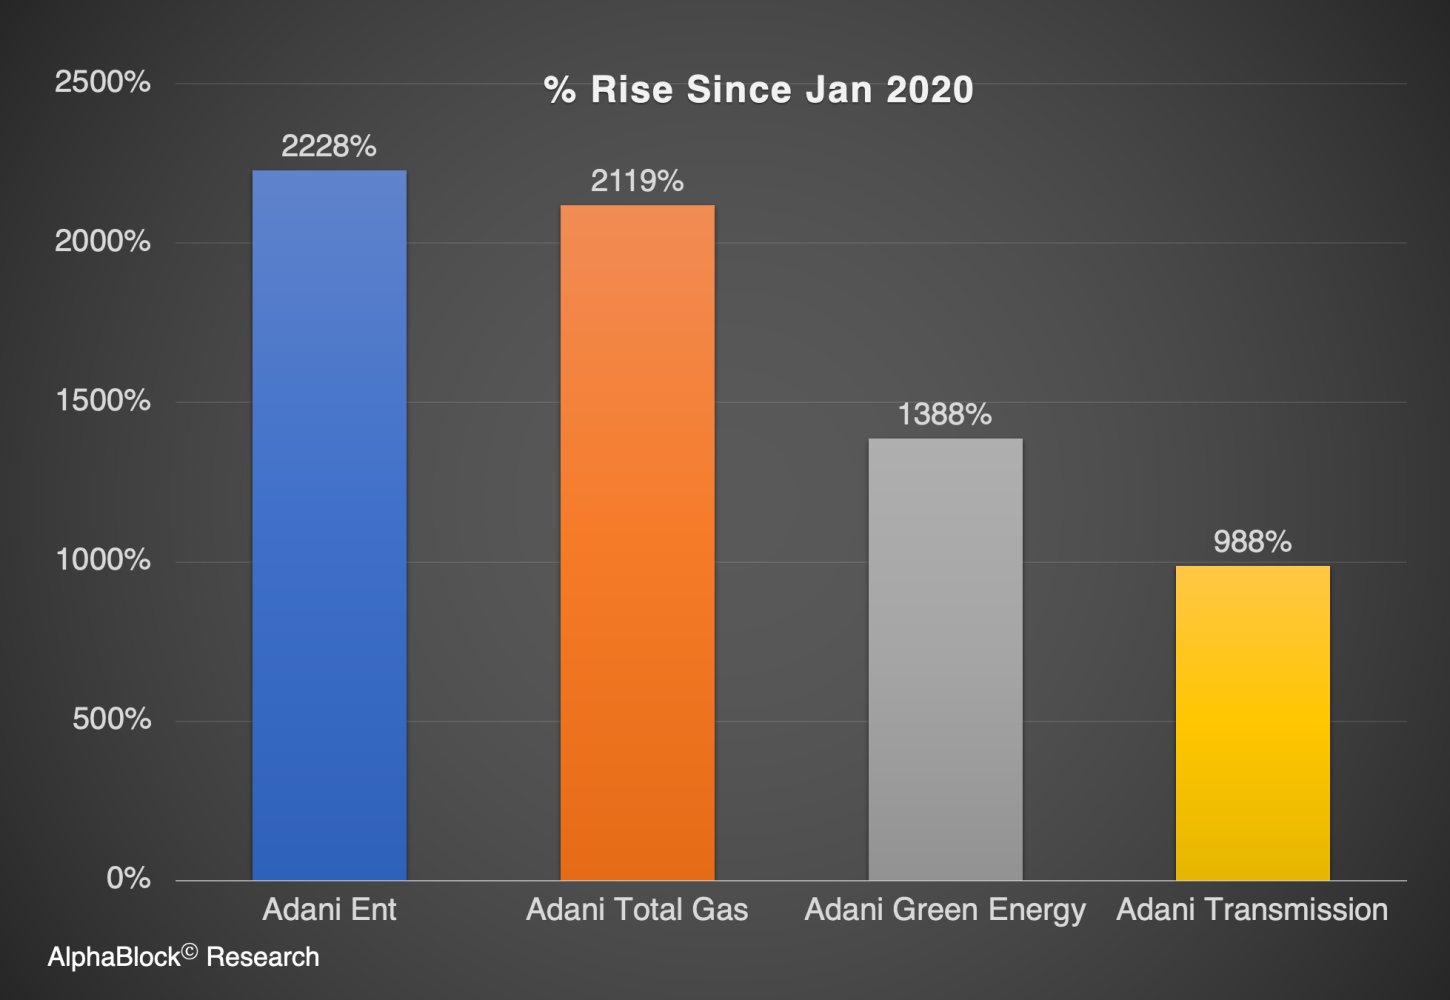 % Rise Since Jan 2020
2500%
2000%
1500%
1000%
500%
0%
2228%
2119%
1388%
988%
Adani Ent
Adani Total Gas
Adani Green Energy
Adani Transmission
AlphaBlock© Research